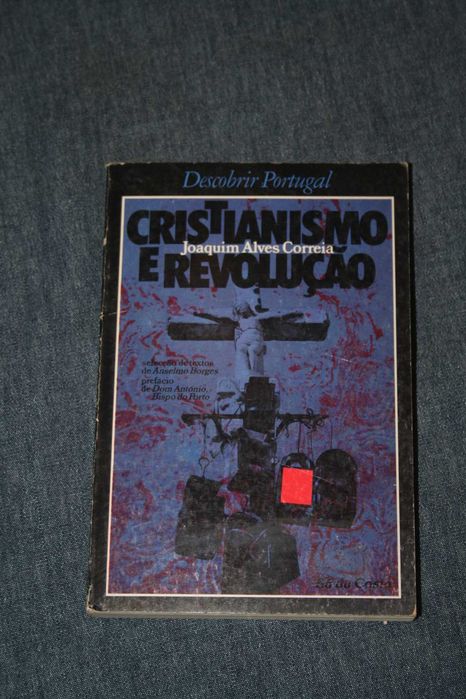 Descobrir Portugal
CRISTIANISMO
Joaquim Alves Correia
E REVOLUÇÃO
selecção de textos
de Anselmo Borges
prefácio
de Dom António,
Bispo do Porto
Sá da Costa